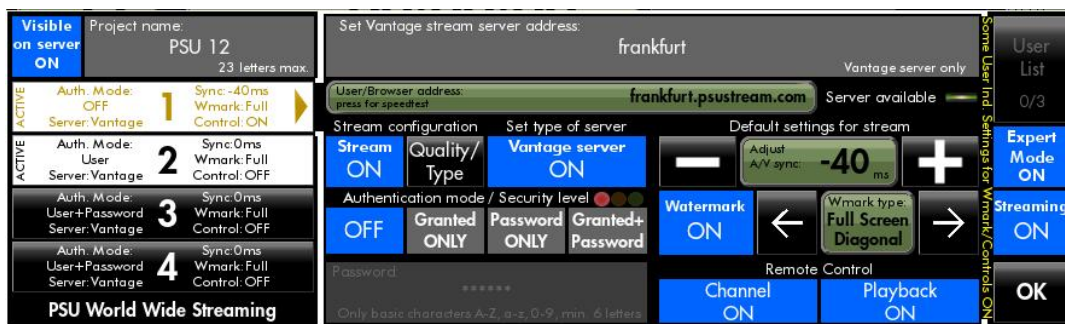 Visible
on server
ON
Project name:
PSU 12
23 letters max.
ACTIVE
Auth. Mode:
OFF
Server: Vantage
1
Sync:-40ms
Wmark: Full
Control: ON
ACTIVE
Auth. Mode:
User
Server: Vantage
2
Sync:0ms
Wmark: Full
Control: OFF
Auth. Mode:
User+Password
Server: Vantage
3
Sync:0ms
Wmark: Full
Control: OFF
Auth. Mode:
User+Password
Server: Vantage
4
Sync:0ms
Wmark: Full
Control: OFF
PSU World Wide Streaming
Set Vantage stream server address:
frankfurt
Vantage server only
User/Browser address:
press for speedtest
frankfurt.psustream.com
Server available
Stream configuration
Set type of server
Default settings for stream
Stream
ON
Quality/
Type
Vantage server
ON
Adjust
A/V sync:
-40 ms
Authentication mode / Security level
OFF
Granted
ONLY
Password
ONLY
Granted+
Password
Watermark
ON
Wmark type:
Full Screen
Diagonal
Password:
******
Only basic characters A-Z, a-z, 0-9, min. 6 letters
Remote Control
Channel
ON
Playback
ON
Some User Ind. Settings for Wmark/Controls ON
User
List
0/3
Expert
Mode
ON
Streaming
ON
OK